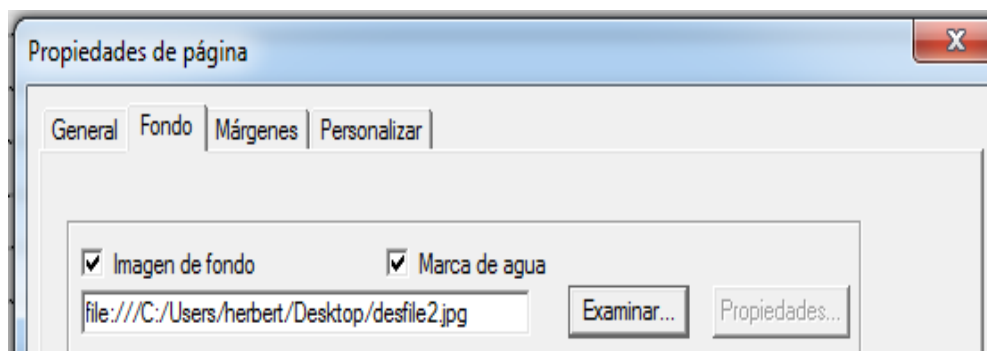 Propiedades de página
General Fondo Márgenes Personalizar
Imagen de fondo Marca de agua
file:///C:/Users/herbert/Desktop/desfile2.jpg Examinar... Propiedades...